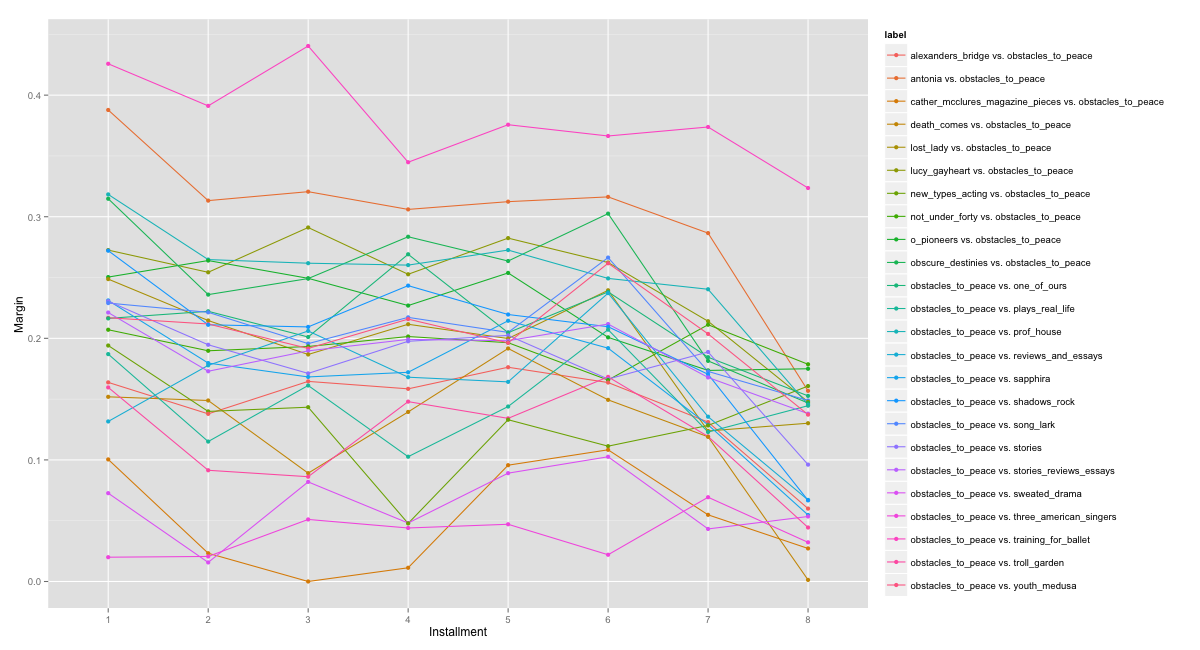 label
alexanders_bridge vs. obstacles_to_peace
antonia vs. obstacles_to_peace
cather_mcclures_magazine_pieces vs. obstacles_to_peace
death_comes vs. obstacles_to_peace
lost_lady vs. obstacles_to_peace
lucy_gayheart vs. obstacles_to_peace
new_types_acting vs. obstacles_to_peace
not_under_forty vs. obstacles_to_peace
o_pioneers vs. obstacles_to_peace
obscure_destinies vs. obstacles_to_peace
obstacles_to_peace vs. one_of_ours
obstacles_to_peace vs. plays_real_life
obstacles_to_peace vs. prof_house
obstacles_to_peace vs. reviews_and_essays
obstacles_to_peace vs. sapphira
obstacles_to_peace vs. shadows_rock
obstacles_to_peace vs. song_lark
obstacles_to_peace vs. stories
obstacles_to_peace vs. stories_reviews_essays
obstacles_to_peace vs. sweated_drama
obstacles_to_peace vs. three_american_singers
obstacles_to_peace vs. training_for_ballet
obstacles_to_peace vs. troll_garden
obstacles_to_peace vs. youth_medusa
Margin
0.4
0.3
0.2
0.1
0.0
1 2 3 4 5 6 7 8
Installment